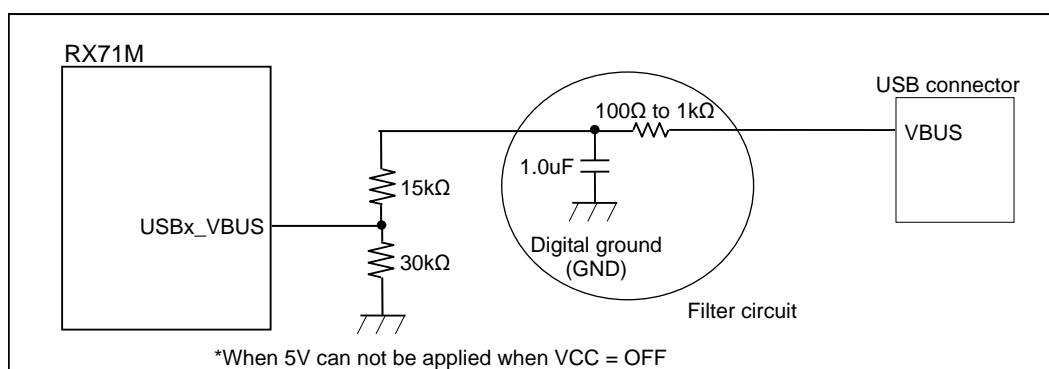 RX71M
USB connector
100Ω to 1kΩ
VBUS
1.0uF
15kΩ
USBx_VBUS
Digital ground
(GND)
30kΩ
Filter circuit
*When 5V can not be applied when VCC = OFF